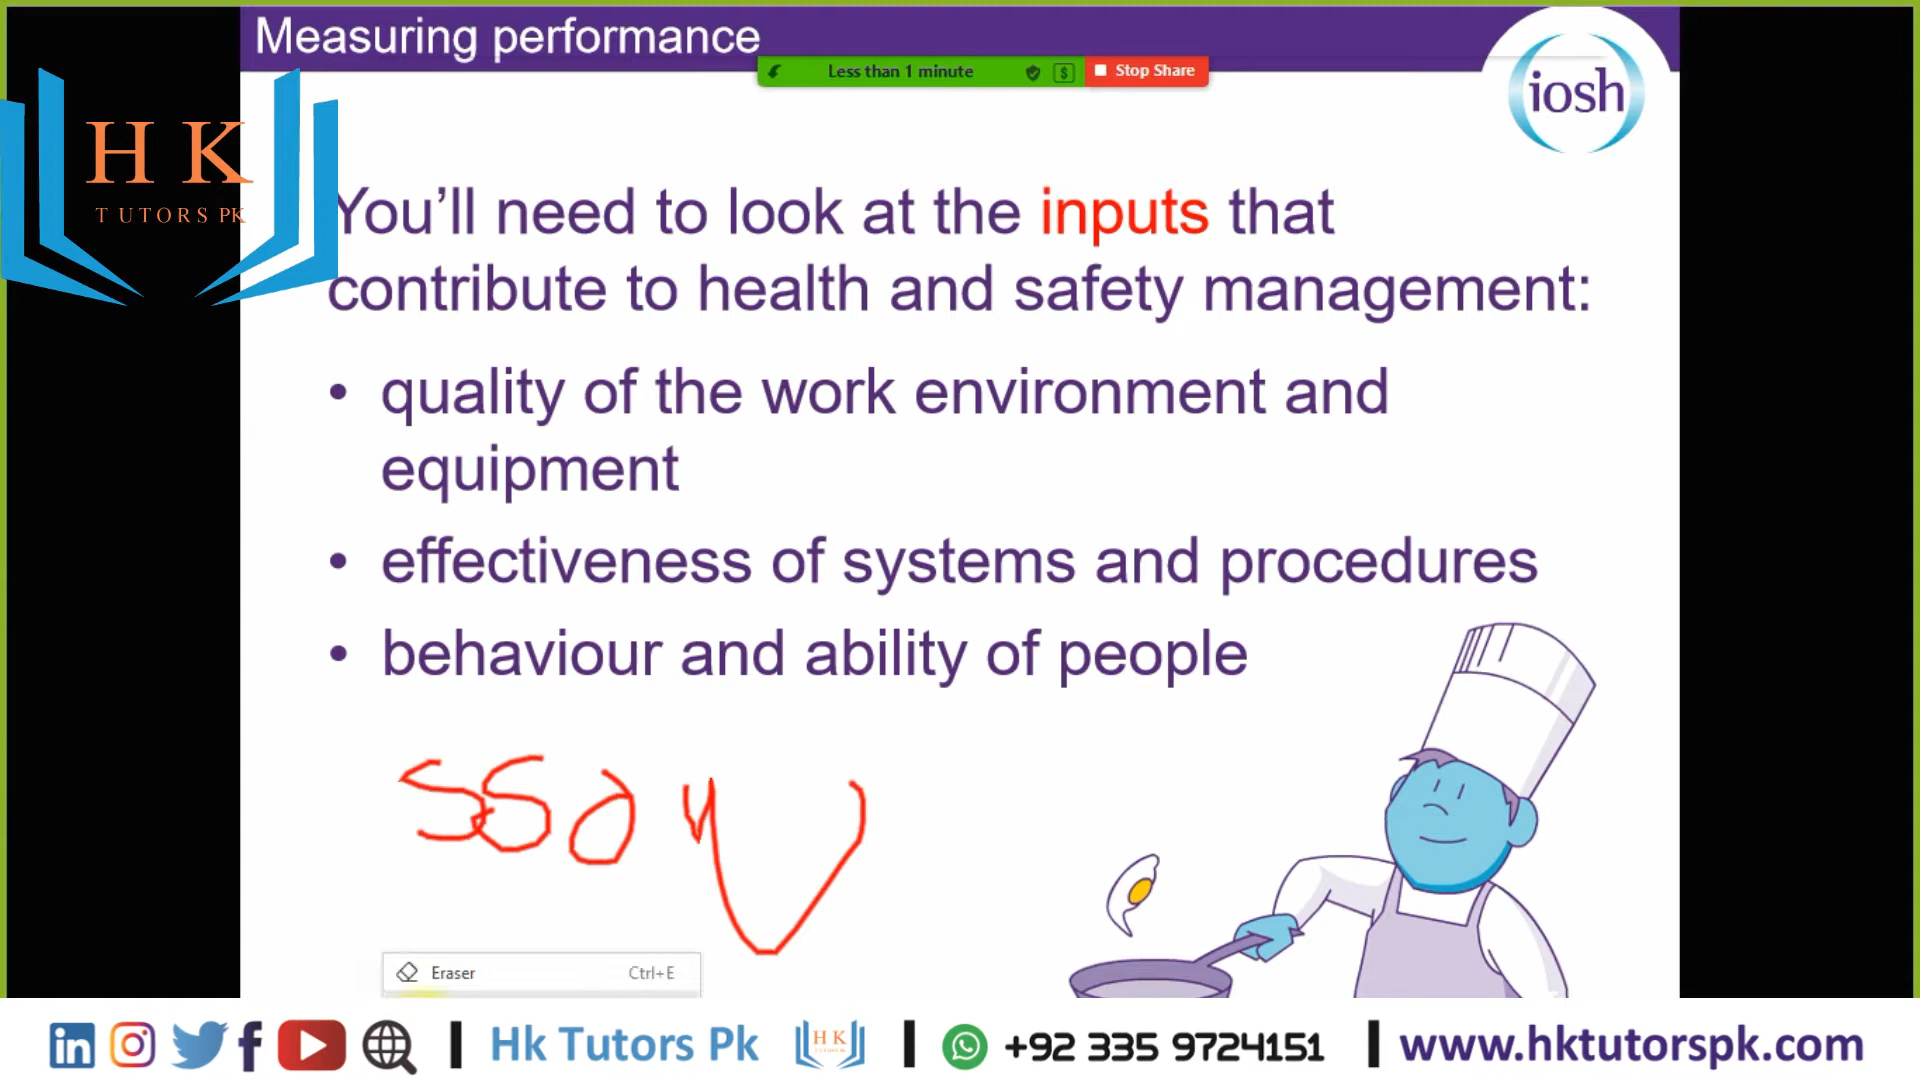 Measuring performance
Less than 1 minute
Stop Share
iosh
H K
TUTORS PK
You'll need to look at the inputs that
contribute to health and safety management:
• quality of the work environment and
equipment
• effectiveness of systems and procedures
• behaviour and ability of people
Eraser Ctrl+E
Hk Tutors Pk
+92 335 9724151
www.hktutorspk.com